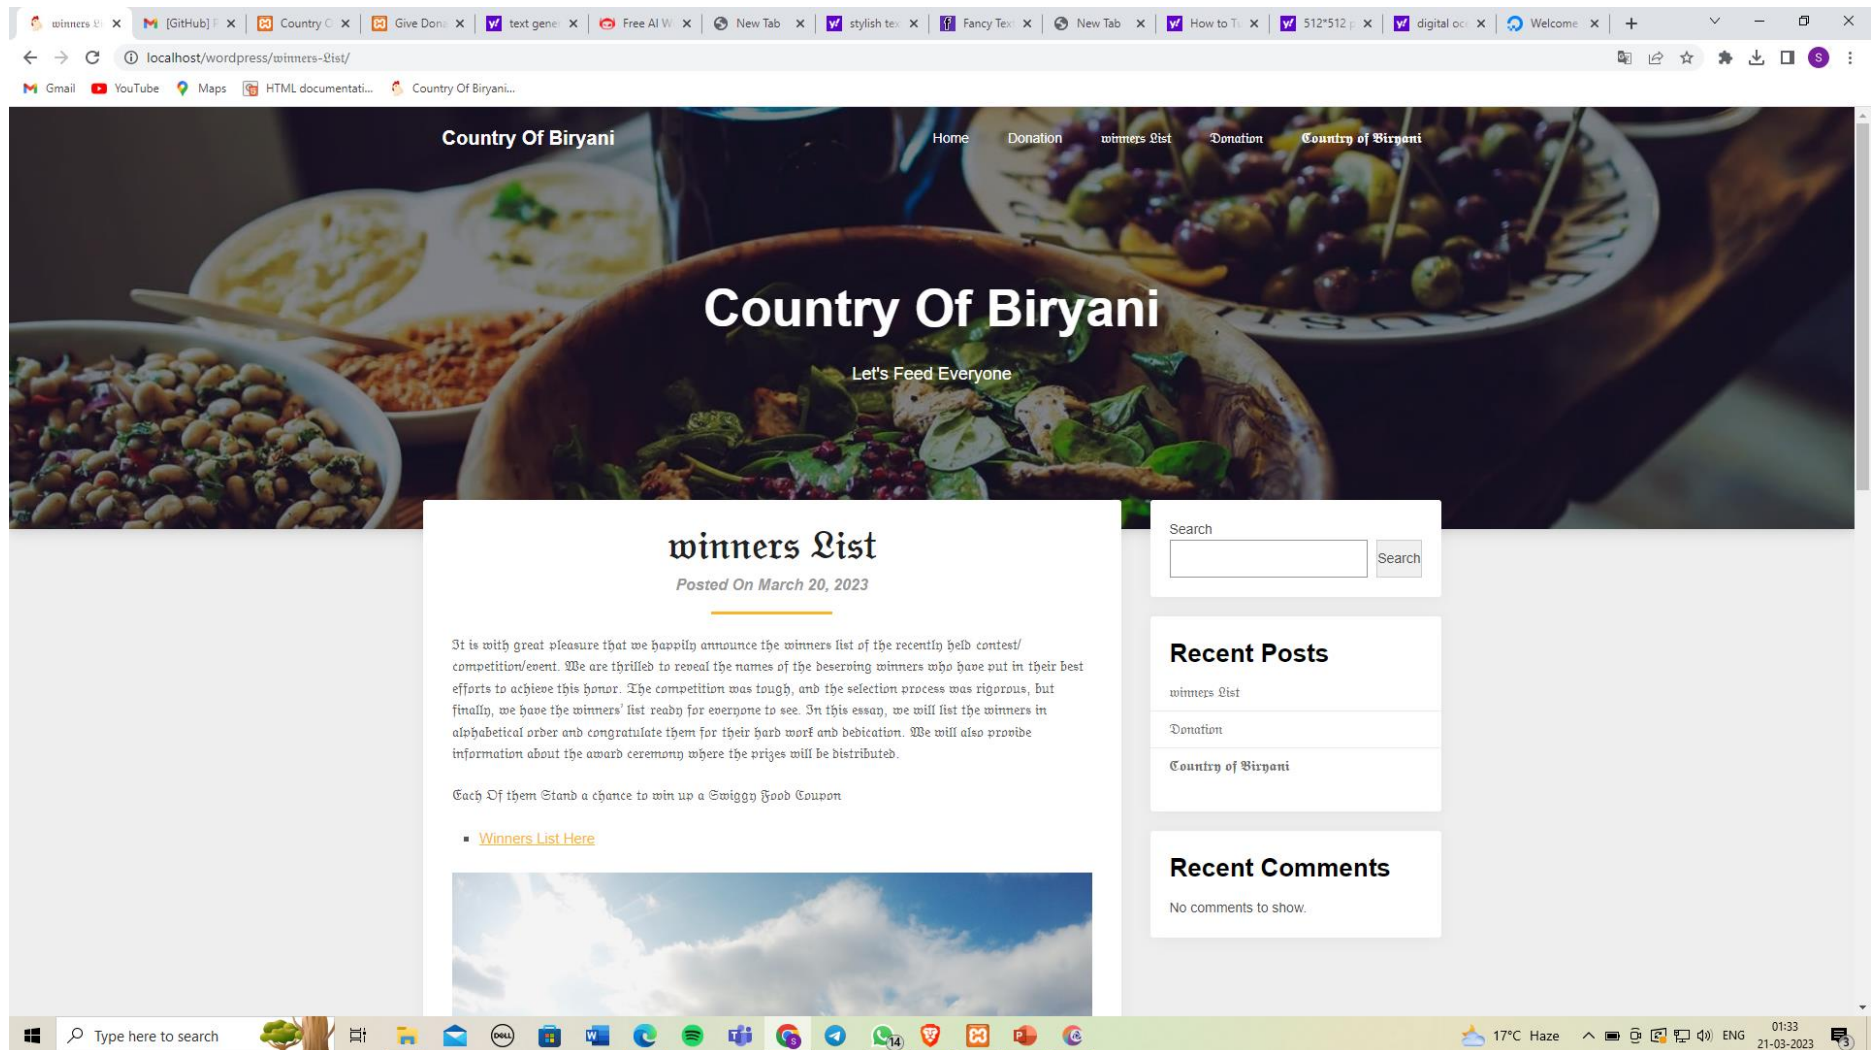 winners Li
[GitHub] P
Country O
Give Dona
text gene
Free AI W
New Tab
stylish tex
Fancy Tex
New Tab
How to Tu
512*512 p
digital oce
Welcome
localhost/wordpress/𝔴𝔦𝔫𝔫𝔢𝔯𝔰-𝔏𝔦𝔰𝔱/
S
Gmail YouTube Maps HTML documentati... Country Of Biryani...
Country Of Biryani
Home Donation 𝔴𝔦𝔫𝔫𝔢𝔯𝔰 𝔏𝔦𝔰𝔱 𝔇𝔬𝔫𝔞𝔱𝔦𝔬𝔫 𝕮𝖔𝖚𝖓𝖙𝖗𝖞 𝖔𝖋 𝕭𝖎𝖗𝖞𝖆𝖓𝖎
Country Of Biryani
Let's Feed Everyone
𝔴𝔦𝔫𝔫𝔢𝔯𝔰 𝔏𝔦𝔰𝔱
Posted On March 20, 2023
It is with great pleasure that we happily announce the winners list of the recently held contest/
competition/event. We are thrilled to reveal the names of the deserving winners who have put in their best
efforts to achieve this honor. The competition was tough, and the selection process was rigorous, but
finally, we have the winners' list ready for everyone to see. In this essay, we will list the winners in
alphabetical order and congratulate them for their hard work and dedication. We will also provide
information about the award ceremony where the prizes will be distributed.
Each Of them Stand a chance to win up a Swiggy Food Coupon
Winners List Here
Search
Search
Recent Posts
𝔴𝔦𝔫𝔫𝔢𝔯𝔰 𝔏𝔦𝔰𝔱
𝔇𝔬𝔫𝔞𝔱𝔦𝔬𝔫
𝕮𝖔𝖚𝖓𝖙𝖗𝖞 𝖔𝖋 𝕭𝖎𝖗𝖞𝖆𝖓𝖎
Recent Comments
No comments to show.
Type here to search
DELL
14
17°C Haze
ENG
01:33
21-03-2023
3